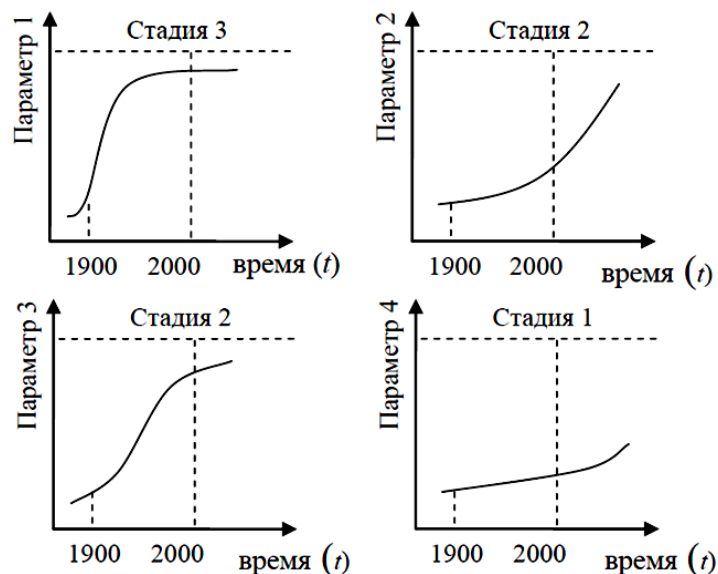 Параметр 1
Стадия 3
1900 2000 время (t)
Параметр 2
Стадия 2
1900 2000 время (t)
Параметр 3
Стадия 2
1900 2000 время (t)
Параметр 4
Стадия 1
1900 2000 время (t)